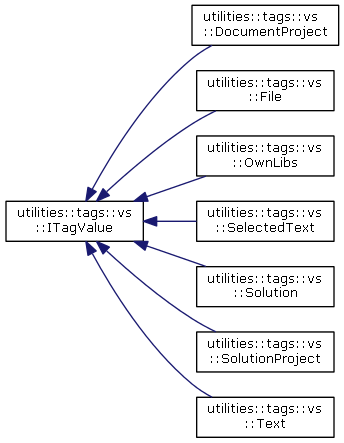 utilities::tags::vs
::DocumentProject
utilities::tags::vs
::File
utilities::tags::vs
::OwnLibs
utilities::tags::vs
::ITagValue
utilities::tags::vs
::SelectedText
utilities::tags::vs
::Solution
utilities::tags::vs
::SolutionProject
utilities::tags::vs
::Text